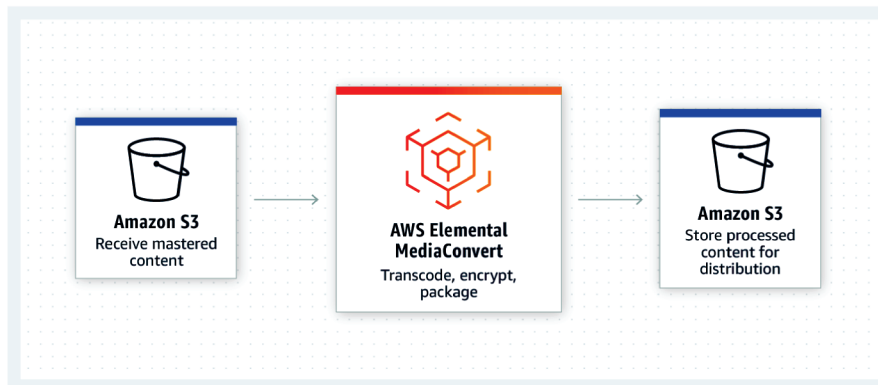 Amazon S3
Receive mastered
content
AWS Elemental
MediaConvert
Transcode, encrypt,
package
Amazon S3
Store processed
content for
distribution